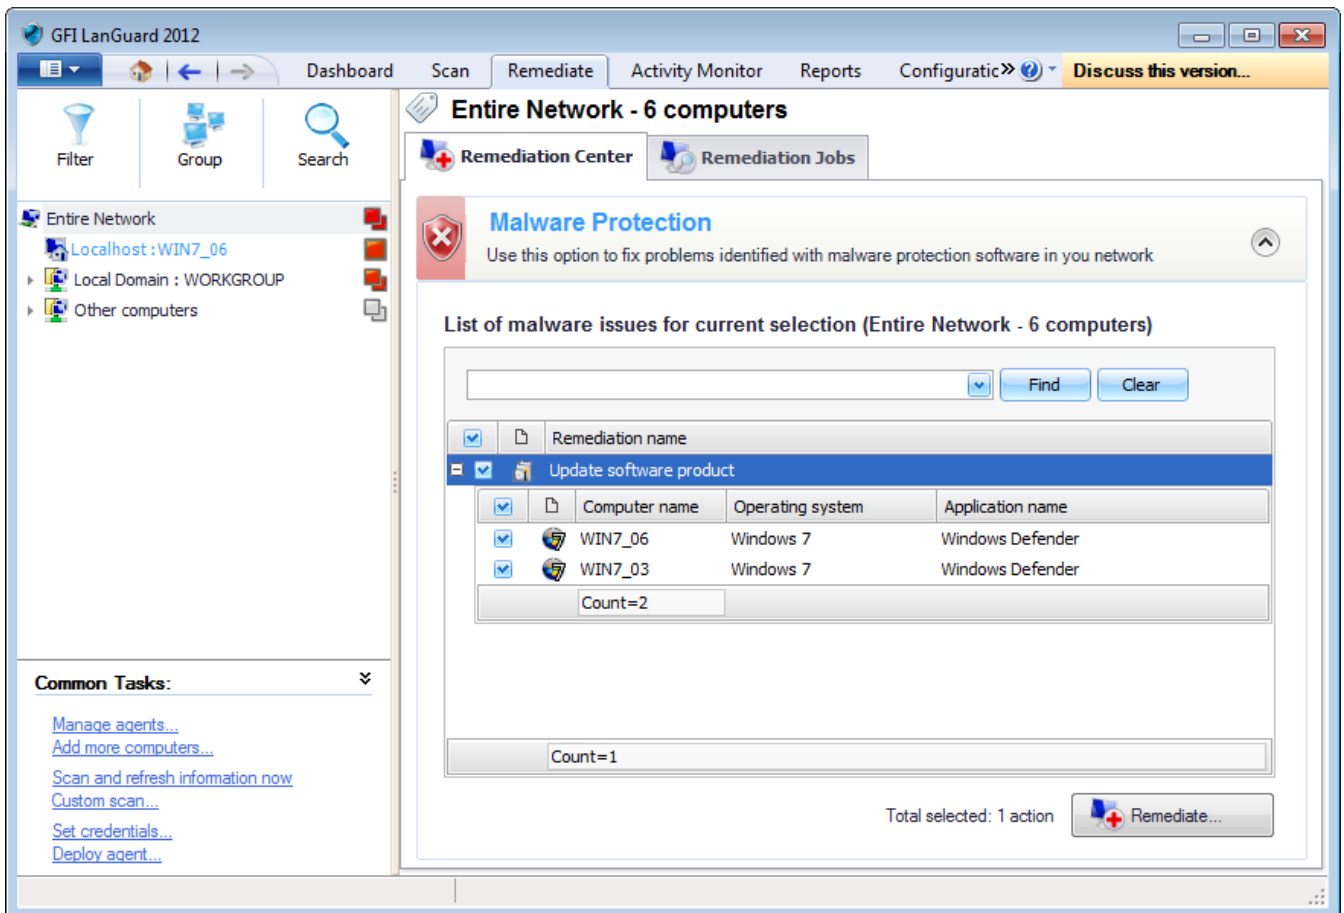 GFI LanGuard 2012
Dashboard Scan Remediate Activity Monitor Reports Configuratic» Discuss this version...
Filter Group Search
Entire Network
Localhost : WIN7_06
Local Domain : WORKGROUP
Other computers
Common Tasks:
Manage agents...
Add more computers...
Scan and refresh information now
Custom scan...
Set credentials...
Deploy agent...
Entire Network - 6 computers
Remediation Center Remediation Jobs
Malware Protection
Use this option to fix problems identified with malware protection software in you network
List of malware issues for current selection (Entire Network - 6 computers)
Find Clear
Remediation name
Update software product
Computer name Operating system Application name
WIN7_06 Windows 7 Windows Defender
WIN7_03 Windows 7 Windows Defender
Count=2
Count=1
Total selected: 1 action Remediate...